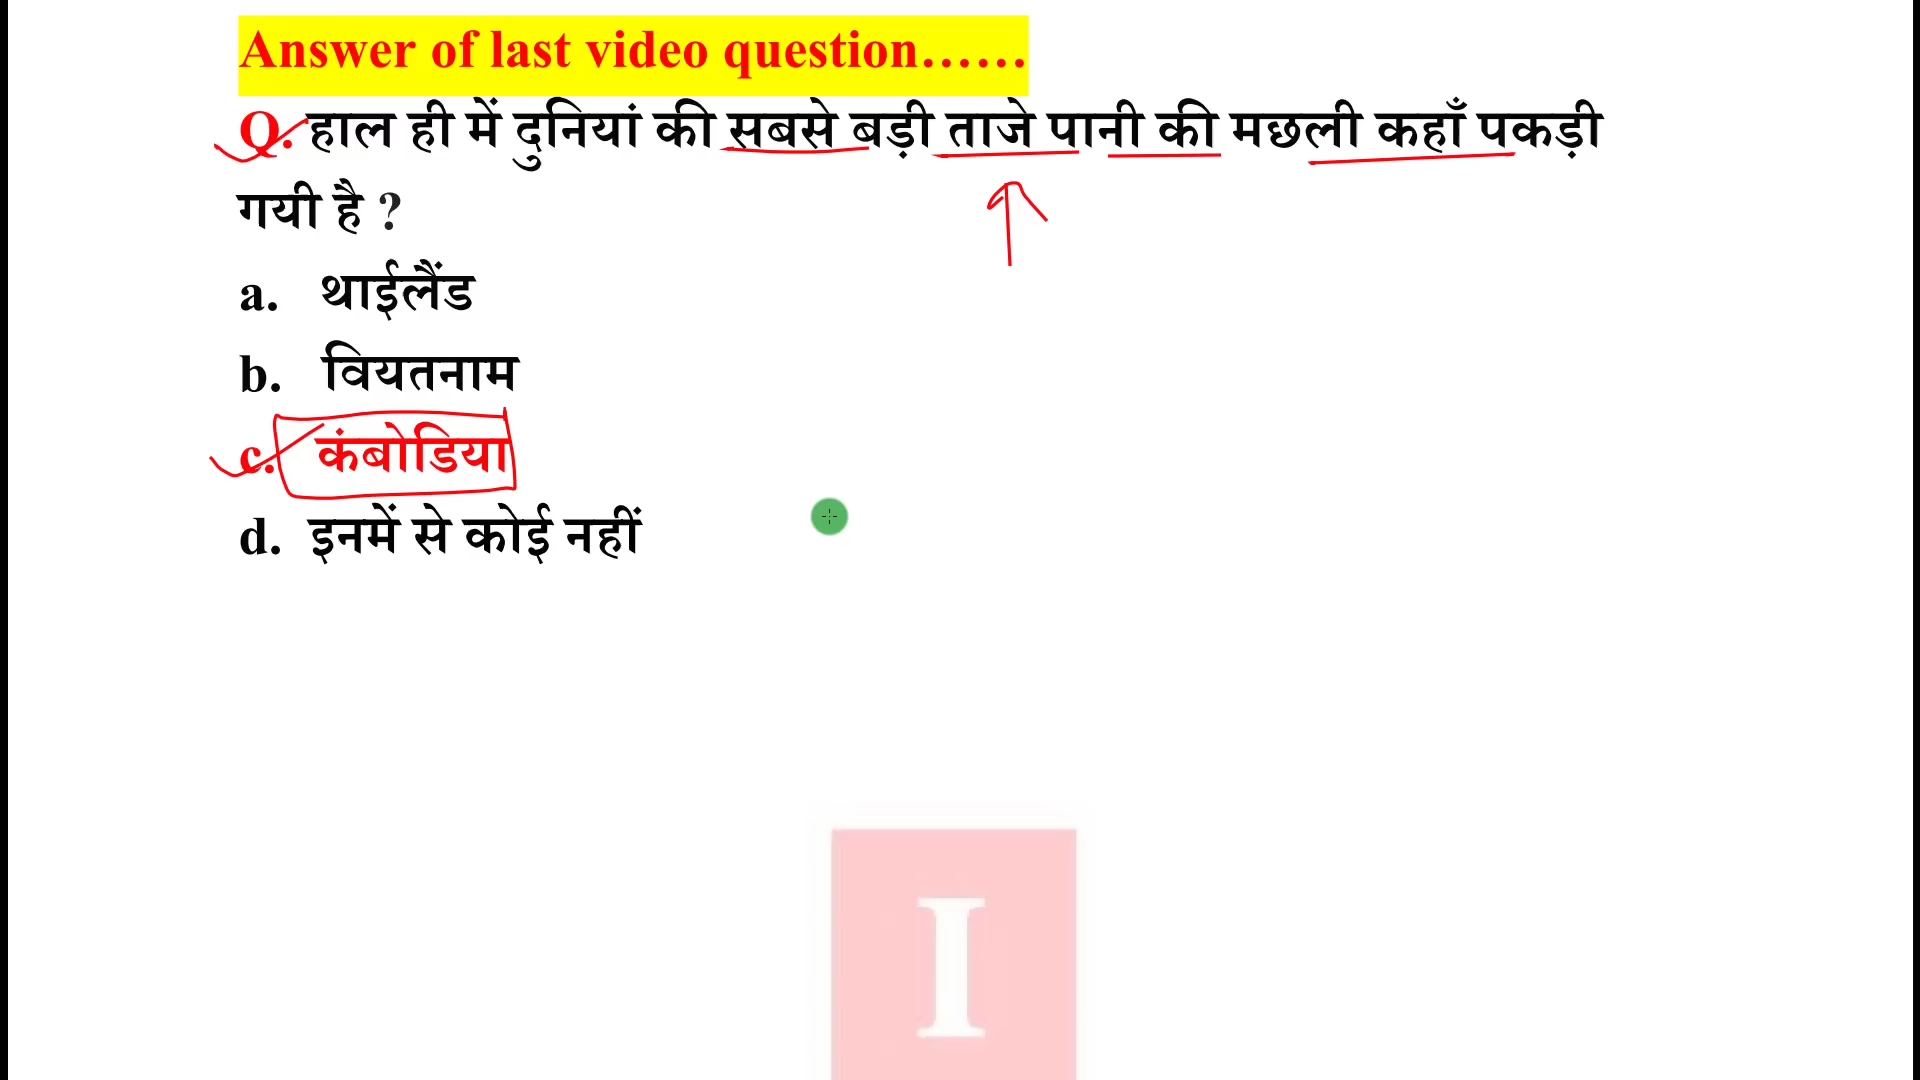 Answer of last video question……
Q. हाल ही में दुनियां की सबसे बड़ी ताजे पानी की मछली कहाँ पकड़ी
गयी है ?
a. थाईलैंड
b. वियतनाम
c. कंबोडिया
d. इनमें से कोई नहीं
I